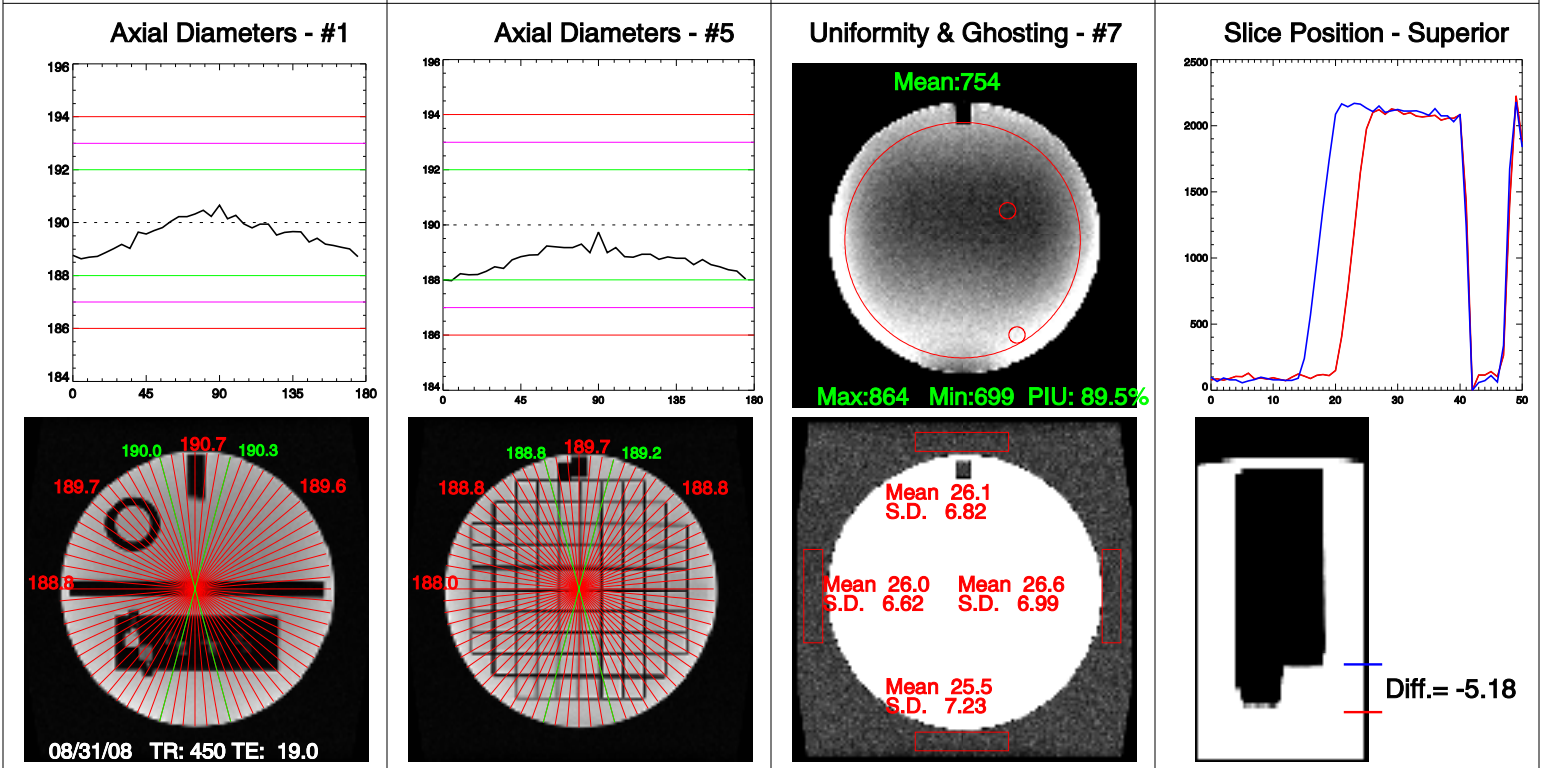 Axial Diameters - #1
196
194
192
190
188
186
184
0 45 90 135 180
190.0 190.7 190.3
189.7 189.6
188.8
08/31/08 TR: 450 TE: 19.0
Axial Diameters - #5
196
194
192
190
188
186
184
0 45 90 135 180
188.8 189.7 189.2
188.8 188.8
188.0
Uniformity & Ghosting - #7
Mean:754
Max:864 Min:699 PIU: 89.5%
Mean 26.1
S.D. 6.82
Mean 26.0 Mean 26.6
S.D. 6.62 S.D. 6.99
Mean 25.5
S.D. 7.23
Slice Position - Superior
2500
2000
1500
1000
500
0
0 10 20 30 40 50
Diff.= -5.18